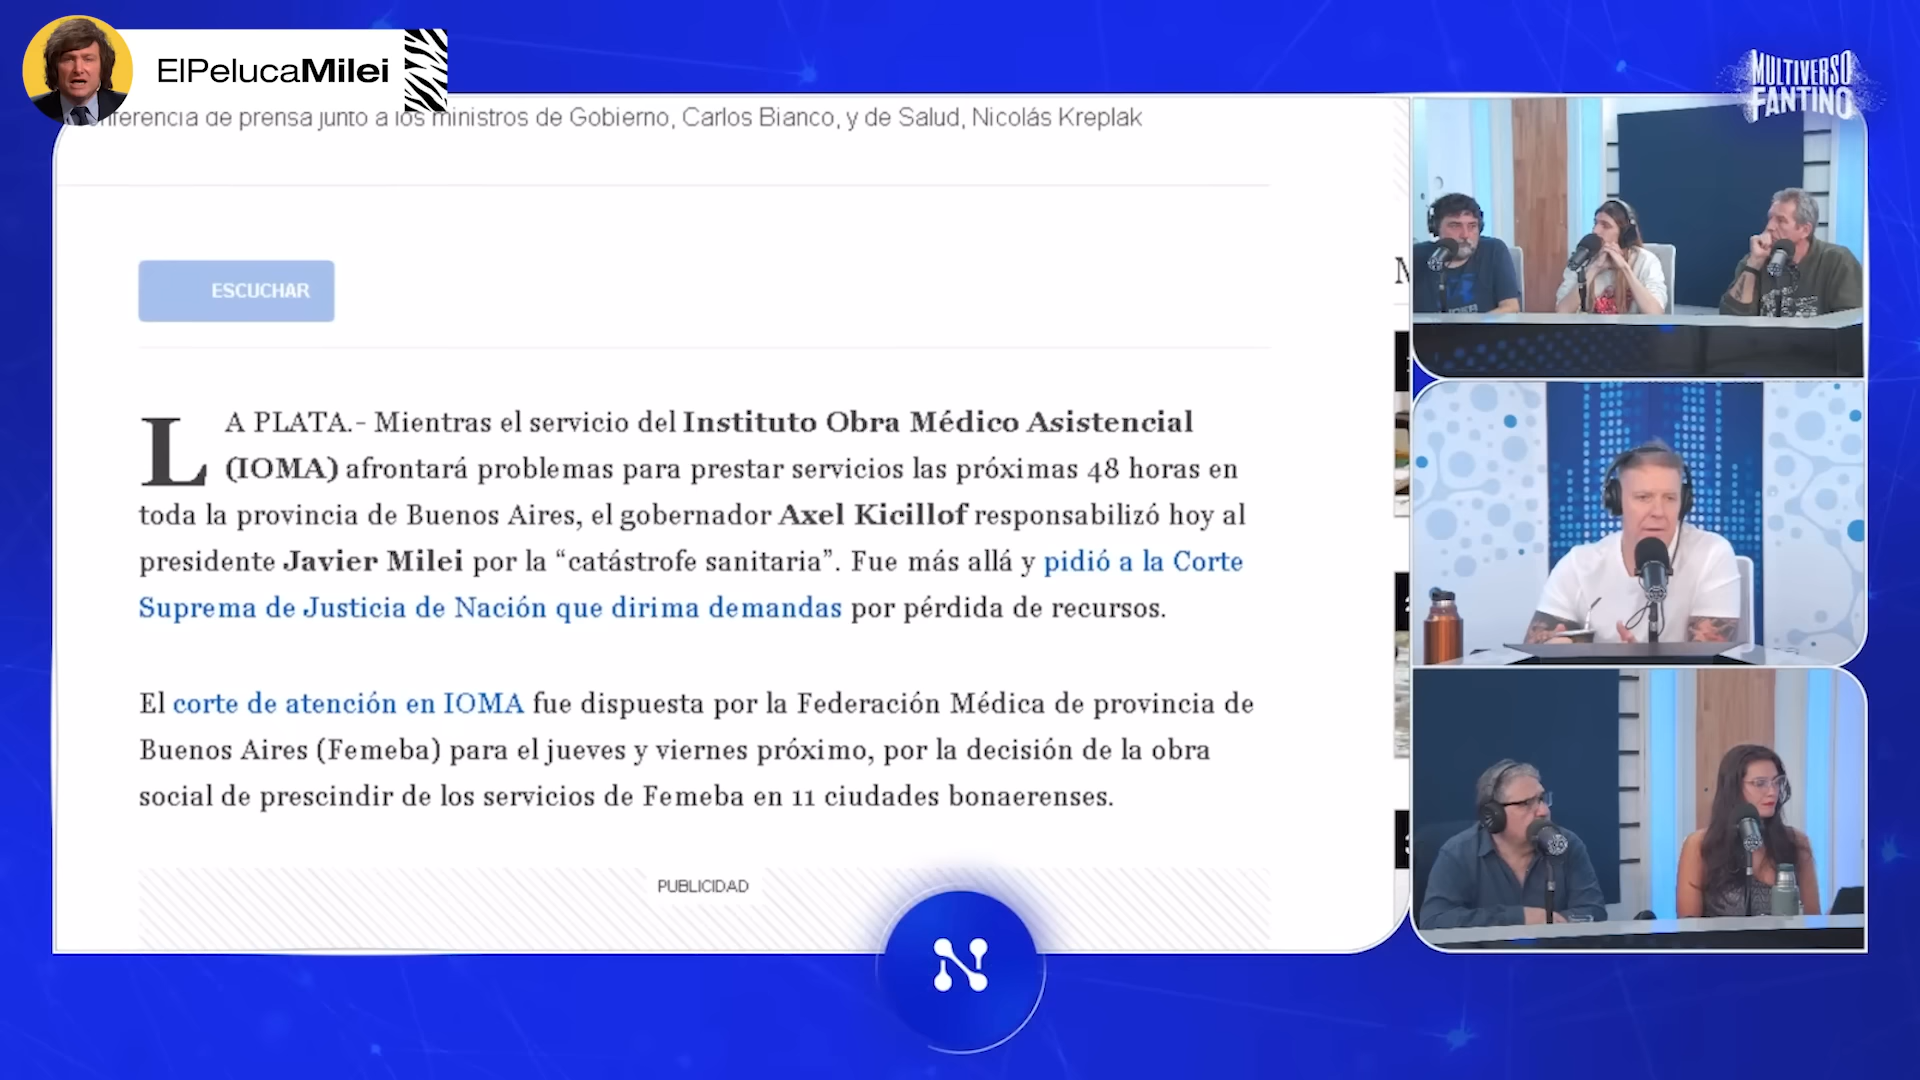 ElPelucaMilei
MULTIVERSO
FANTINO
de prensa junto a los ministros de Gobierno, Carlos Bianco, y de Salud, Nicolás Kreplak
ESCUCHAR
LA PLATA.- Mientras el servicio del Instituto Obra Médico Asistencial
(IOMA) afrontará problemas para prestar servicios las próximas 48 horas en
toda la provincia de Buenos Aires, el gobernador Axel Kicillof responsabilizó hoy al
presidente Javier Milei por la “catástrofe sanitaria”. Fue más allá y pidió a la Corte
Suprema de Justicia de Nación que dirima demandas por pérdida de recursos.
El corte de atención en IOMA fue dispuesta por la Federación Médica de provincia de
Buenos Aires (Femeba) para el jueves y viernes próximo, por la decisión de la obra
social de prescindir de los servicios de Femeba en 11 ciudades bonaerenses.
PUBLICIDAD